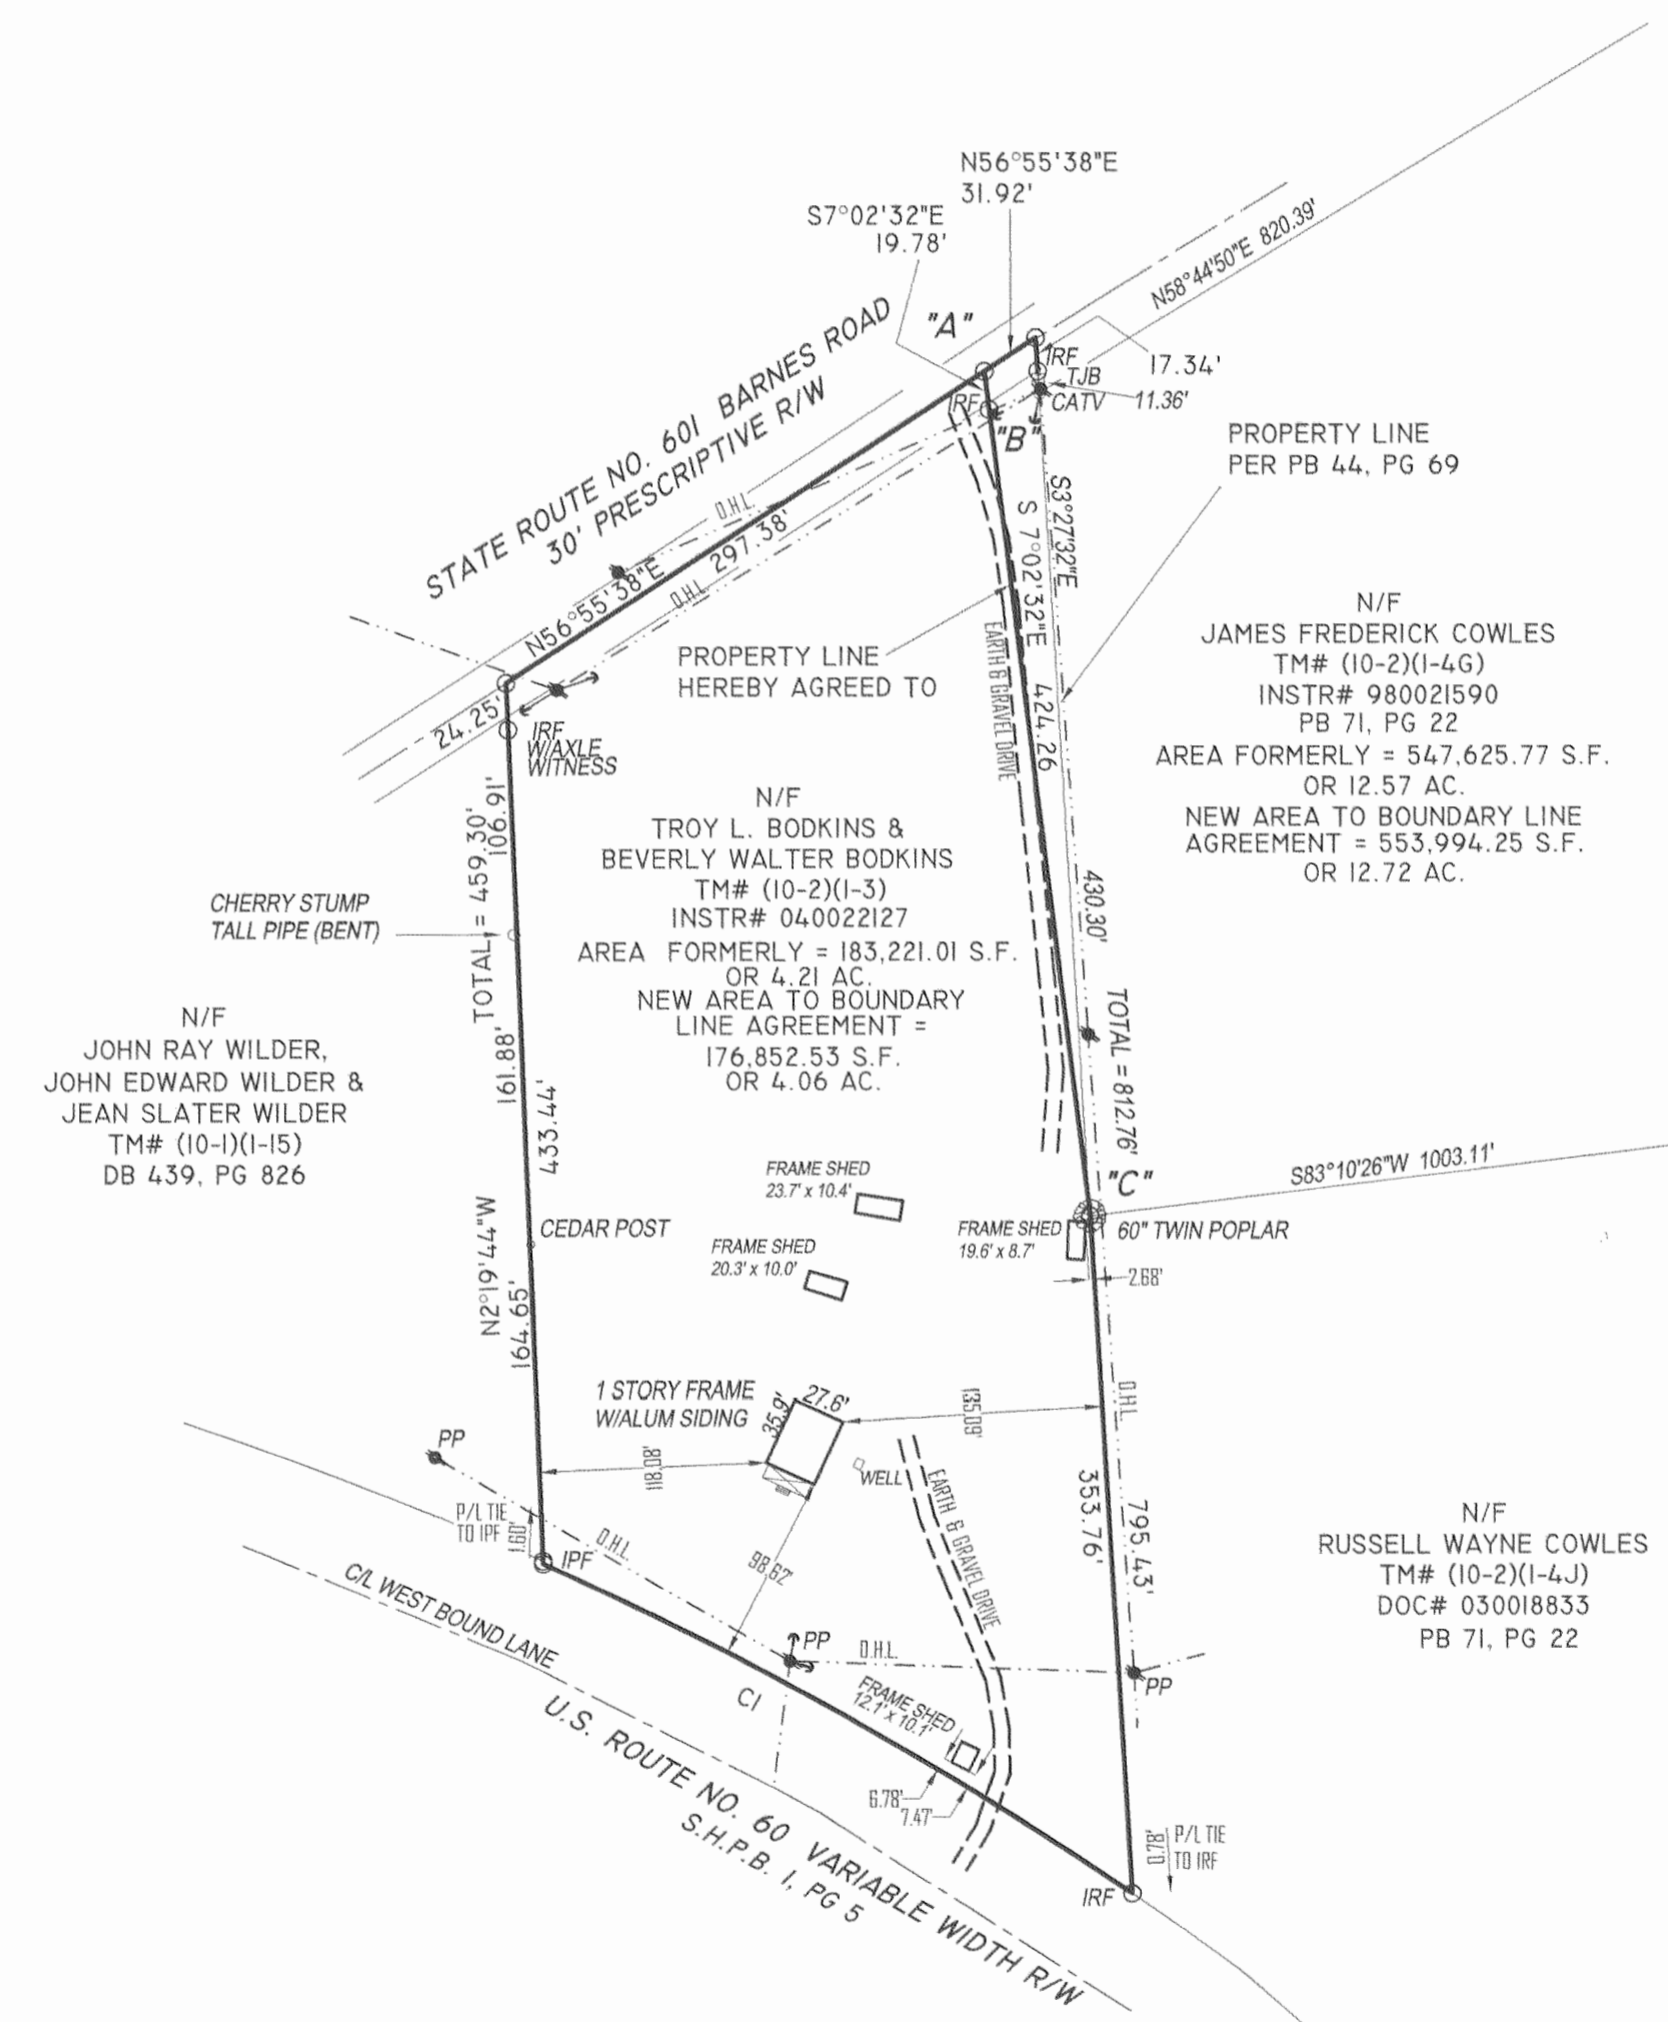 N56°55'38"E
31.92'
S7°02'32"E
19.78'
N58°44'50"E 820.39'
"A"
STATE ROUTE NO. 601 BARNES ROAD
30' PRESCRIPTIVE R/W
IRF
TJB
17.34'
CATV
11.36'
IRF
"B"
PROPERTY LINE
PER PB 44, PG 69
O.H.L.
N56°55'38"E 297.38'
O.H.L.
S3°27'32"E
S 7°02'32"E 424.26
EARTH & GRAVEL DRIVE
PROPERTY LINE
HEREBY AGREED TO
24.25'
IRF
W/AXLE
WITNESS
N/F
JAMES FREDERICK COWLES
TM# (10-2)(1-4G)
INSTR# 980021590
PB 71, PG 22
AREA FORMERLY = 547,625.77 S.F.
OR 12.57 AC.
NEW AREA TO BOUNDARY LINE
AGREEMENT = 553,994.25 S.F.
OR 12.72 AC.
N/F
TROY L. BODKINS &
BEVERLY WALTER BODKINS
TM# (10-2)(1-3)
INSTR# 040022127
AREA FORMERLY = 183,221.01 S.F.
OR 4.21 AC.
NEW AREA TO BOUNDARY
LINE AGREEMENT =
176,852.53 S.F.
OR 4.06 AC.
TOTAL = 459.30'
106.91'
430.30'
CHERRY STUMP
TALL PIPE (BENT)
TOTAL = 812.76'
N/F
JOHN RAY WILDER,
JOHN EDWARD WILDER &
JEAN SLATER WILDER
TM# (10-1)(1-15)
DB 439, PG 826
161.88'
433.44'
"C"
S83°10'26"W 1003.11'
FRAME SHED
23.7' x 10.4'
N2°19'44"W
CEDAR POST
FRAME SHED
20.3' x 10.0'
FRAME SHED
19.6' x 8.7'
60" TWIN POPLAR
2.68'
164.65'
1 STORY FRAME
W/ALUM SIDING
35.9'
27.6'
135.09'
O.H.L.
118.08'
PP
WELL
EARTH & GRAVEL DRIVE
353.76'
795.43'
P/L TIE
TO IPF
1.60'
IPF
O.H.L.
98.62'
N/F
RUSSELL WAYNE COWLES
TM# (10-2)(1-4J)
DOC# 030018833
PB 71, PG 22
C/L WEST BOUND LANE
PP
O.H.L.
PP
C1
FRAME SHED
12.1' x 10.1'
6.78'
7.47'
U.S. ROUTE NO. 60 VARIABLE WIDTH R/W
S.H.P.B. 1, PG 5
0.78'
P/L TIE
TO IRF
IRF